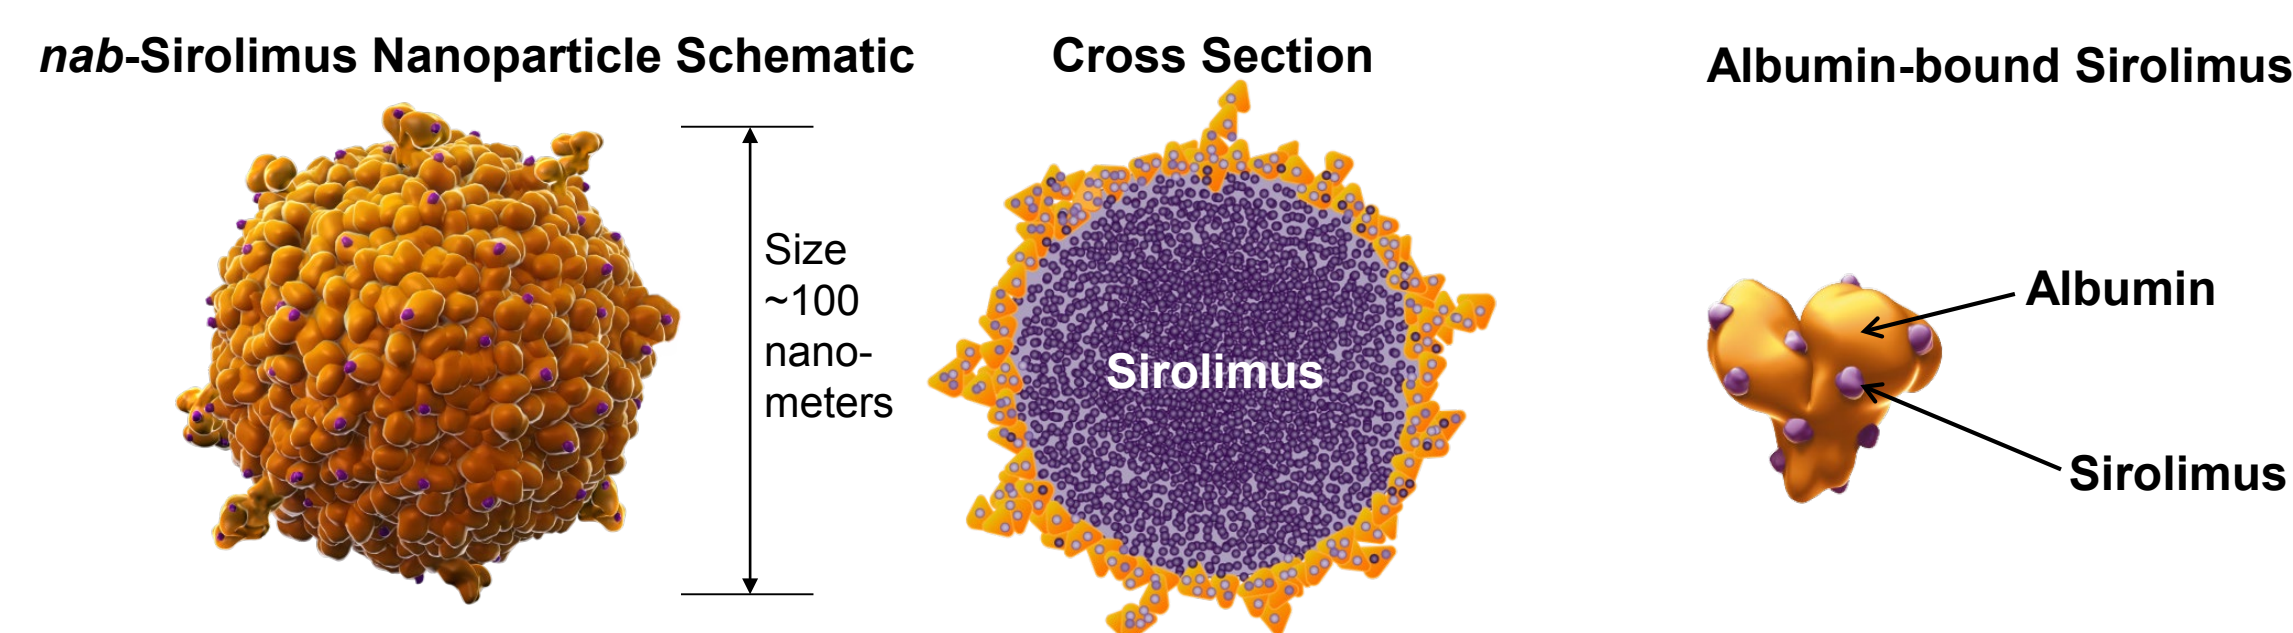 nab-Sirolimus Nanoparticle Schematic
Size
~100
nano-
meters
Cross Section
Sirolimus
Albumin-bound Sirolimus
Albumin
Sirolimus